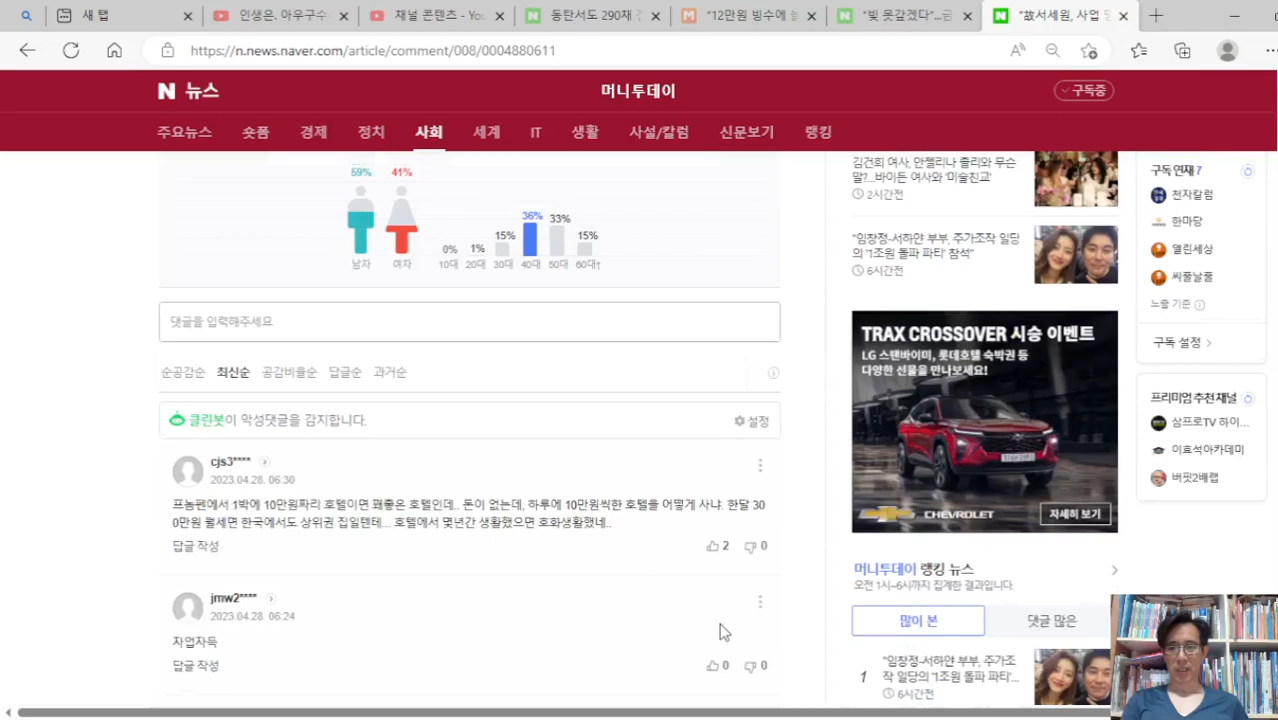 새 탭
인생은. 아우구수
채널 콘텐츠 - You
동탄서도 290채
"12만원 빙수에 놀
"빚 못갚겠다"…금
"故서세원, 사업
https://n.news.naver.com/article/comment/008/0004880611
N 뉴스
머니투데이
구독중
주요뉴스 숏폼 경제 정치 사회 세계 IT 생활 사설/칼럼 신문보기 랭킹
59% 41%
36% 33%
15% 15%
0% 1%
남자 여자 10대 20대 30대 40대 50대 60대↑
댓글을 입력해주세요
순공감순 최신순 공감비율순 답글순 과거순
클린봇이 악성댓글을 감지합니다.
설정
cjs3****
2023.04.28. 06:30
프놈펜에서 1박에 10만원짜리 호텔이면 꽤좋은 호텔인데.. 돈이 없는데, 하루에 10만원씩한 호텔을 어떻게 사냐. 한달 30
0만원 월세면 한국에서도 상위권 집일텐테... 호텔에서 몇년간 생활했으면 호화생활했네..
답글 작성
2 0
jmw2****
2023.04.28. 06:24
자업자득
답글 작성
0 0
김건희 여사, 안젤리나 졸리와 무슨
말?...바이든 여사와 '미술친교'
2시간전
"임창정-서하얀 부부, 주가조작 일당
의 '1조원 돌파 파티' 참석"
6시간전
TRAX CROSSOVER 시승 이벤트
LG 스탠바이미, 롯데호텔 숙박권 등
다양한 선물을 만나보세요!
CHEVROLET
자세히 보기
머니투데이 랭킹 뉴스
오전 1시~6시까지 집계한 결과입니다.
많이 본
댓글 많은
1
"임창정-서하얀 부부, 주가조
작 일당의 '1조원 돌파 파티'...
6시간전
구독 연재 7
천자칼럼
한마당
열린세상
씨줄날줄
노출 기준
구독 설정
프리미엄 추천 채널
삼프로TV 하이...
이효석아카데미
버핏2배랩